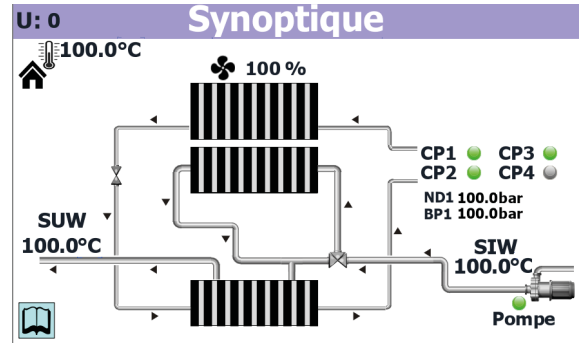 U: 0 Synoptique
100.0°C
100 %
CP1 CP3
CP2 CP4
ND1 100.0bar
BP1 100.0bar
SUW
100.0°C
SIW
100.0°C
Pompe